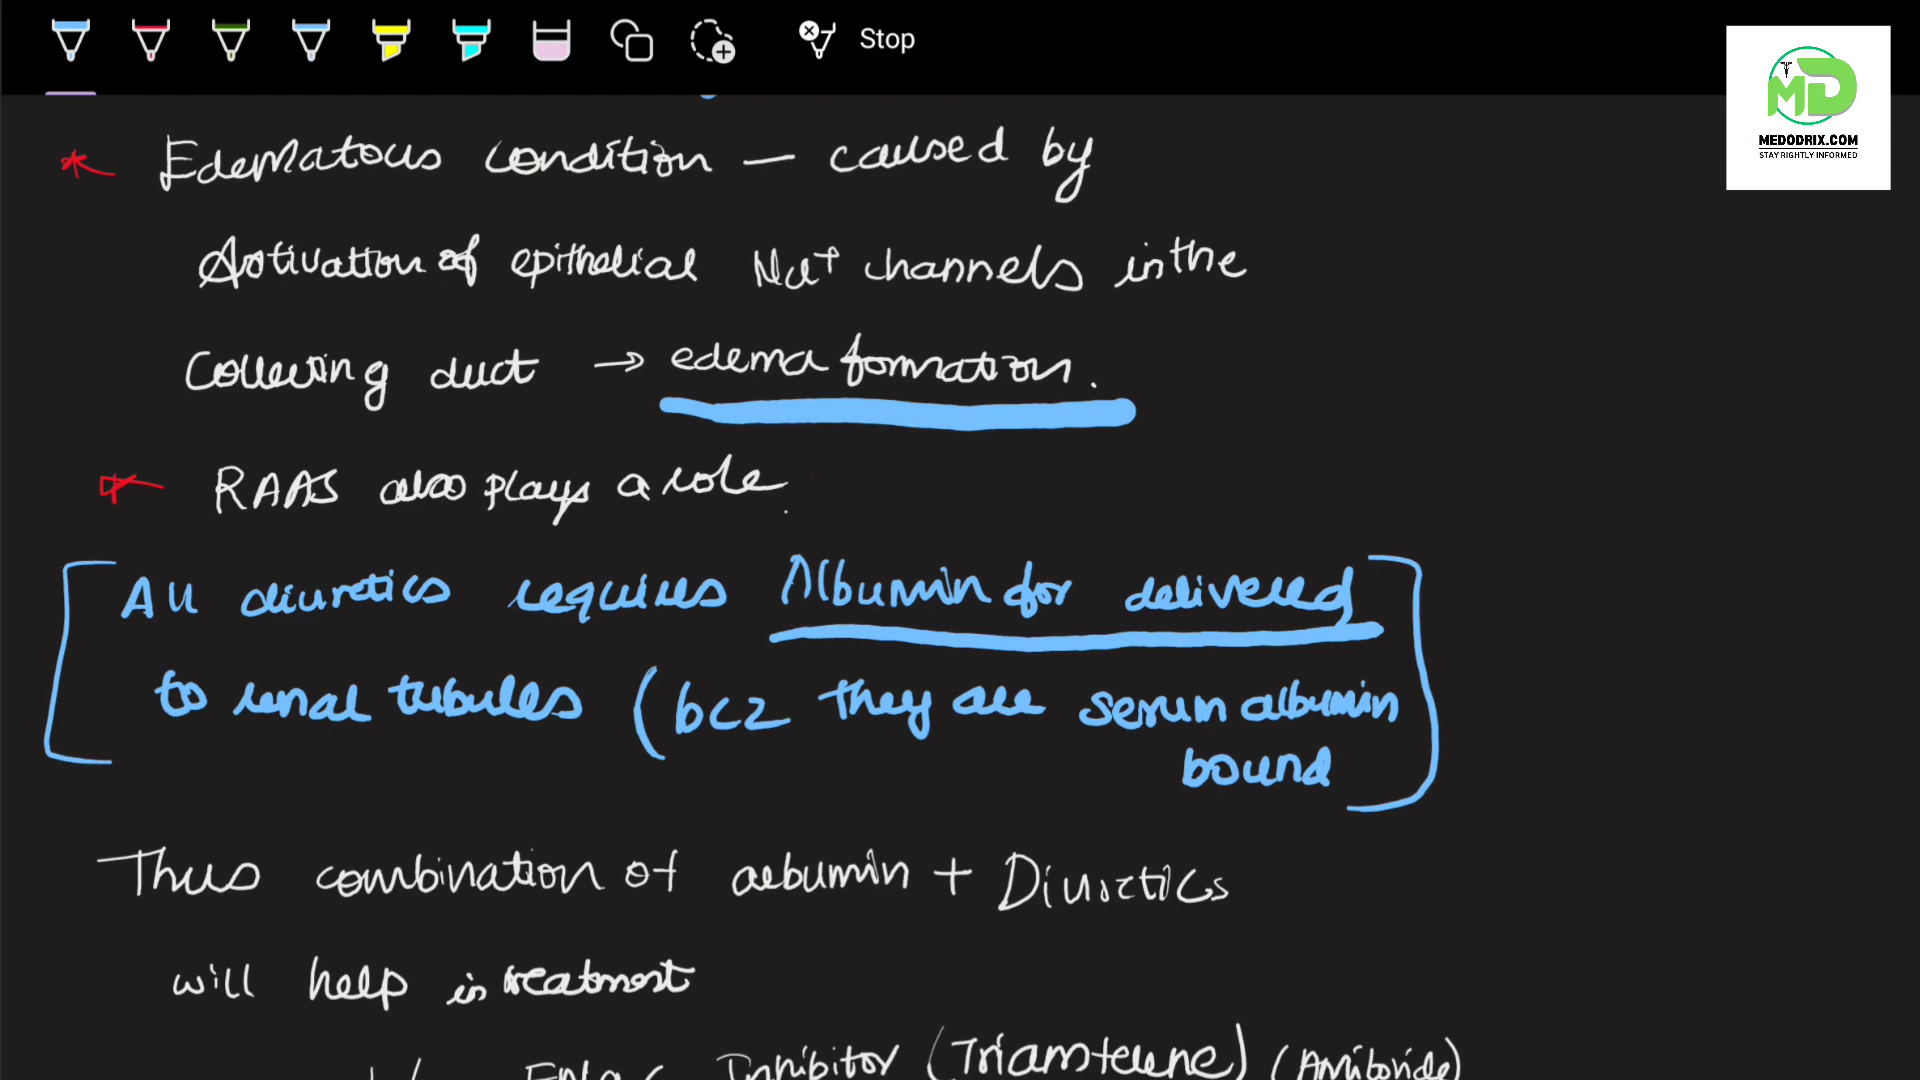 Stop
MD
MEDODRIX.COM
STAY RIGHTLY INFORMED
* Edematous condition – caused by
Activation of epithelial Na+ channels in the
Collecting duct → edema formation.
* RAAS also plays a role.
[All diuretics requires Albumin for delivered
to renal tubules (bcz they are serum albumin
bound]
Thus combination of albumin + Diuretics
will help in treatment
ENaC Inhibitor (Triamterene) (Amiloride)